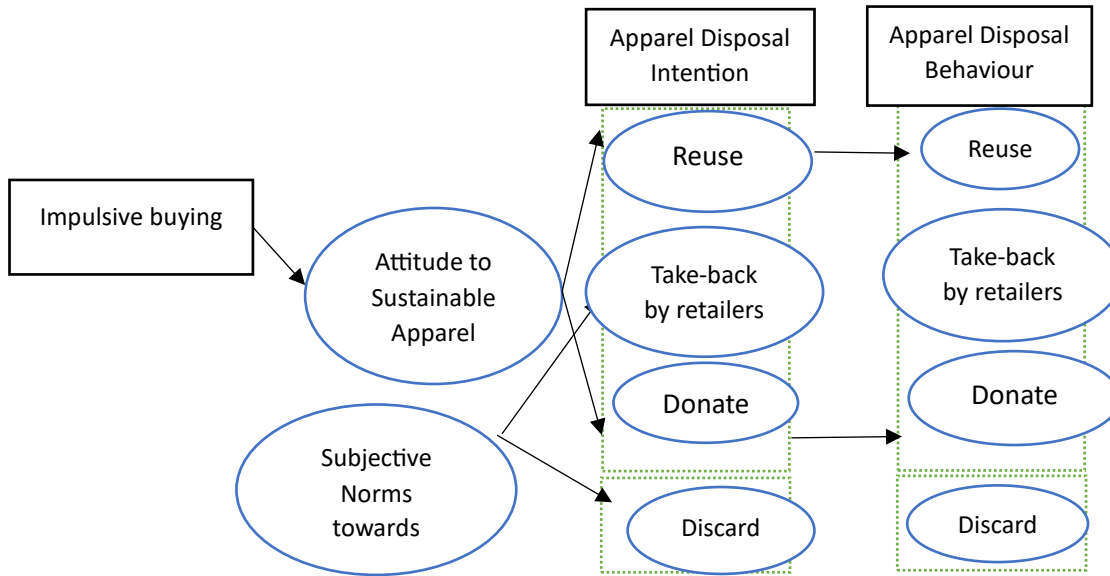 Apparel Disposal
Intention
Apparel Disposal
Behaviour
Impulsive buying
Attitude to
Sustainable
Apparel
Subjective
Norms
towards
Reuse
Take-back
by retailers
Donate
Discard
Reuse
Take-back
by retailers
Donate
Discard